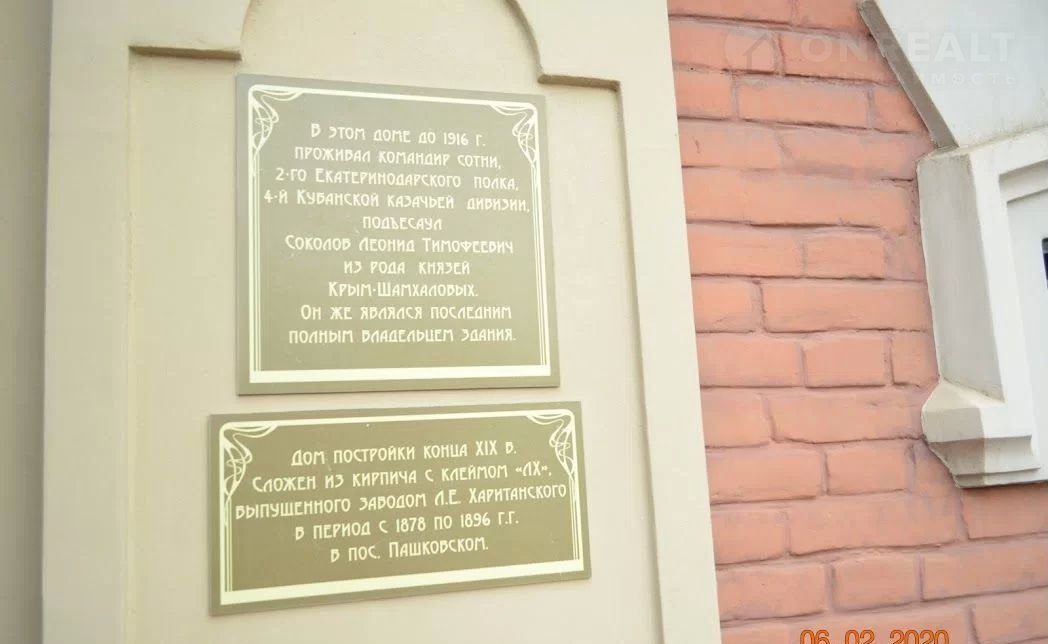 ONREALT
В ЭТОМ ДОМЕ ДО 1916 Г.
ПРОЖИВАЛ КОМАНДИР СОТНИ,
2-ГО ЕКАТЕРИНОДАРСКОГО ПОЛКА,
4-Й КУБАНСКОЙ КАЗАЧЬЕЙ ДИВИЗИИ,
ПОДЪЕСАУЛ
СОКОЛОВ ЛЕОНИД ТИМОФЕЕВИЧ
ИЗ РОДА КНЯЗЕЙ
КРЫМ-ШАМХАЛОВЫХ.
ОН ЖЕ ЯВЛЯЛСЯ ПОСЛЕДНИМ
ПОЛНЫМ ВЛАДЕЛЬЦЕМ ЗДАНИЯ.
ДОМ ПОСТРОЙКИ КОНЦА XIX В.
СЛОЖЕН ИЗ КИРПИЧА С КЛЕЙМОМ «ЛХ»,
ВЫПУЩЕННОГО ЗАВОДОМ Л.Е. ХАРИТАНСКОГО
В ПЕРИОД С 1878 ПО 1896 Г.Г.
В ПОС. ПАШКОВСКОМ.
06 02 2020